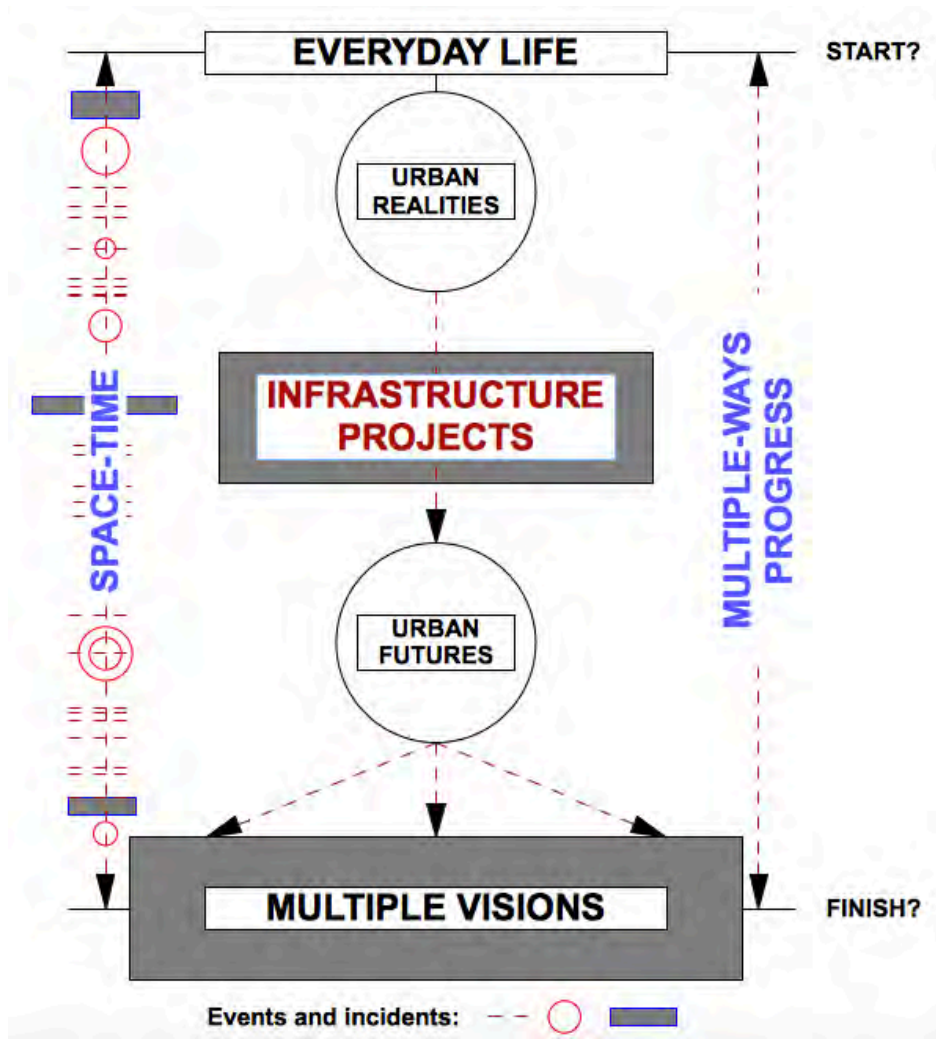 EVERYDAY LIFE
START?
URBAN
REALITIES
INFRASTRUCTURE
PROJECTS
SPACE-TIME
MULTIPLE-WAYS
PROGRESS
URBAN
FUTURES
MULTIPLE VISIONS
FINISH?
Events and incidents: